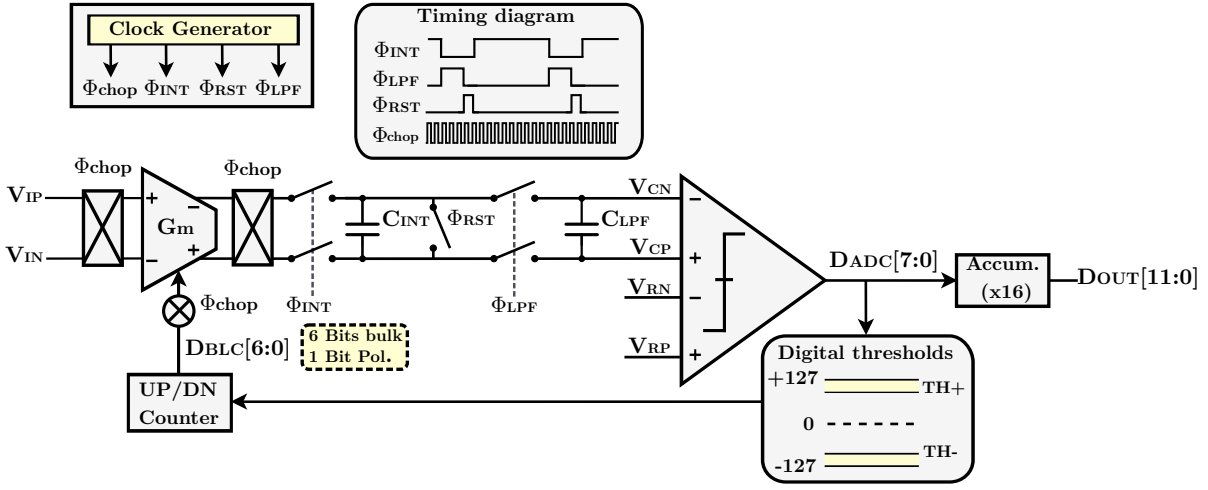 Clock Generator
Φchop ΦINT ΦRST ΦLPF
Timing diagram
ΦINT
ΦLPF
ΦRST
Φchop
Φchop
Φchop
VIP
VIN
+
−
Gm
−
+
ΦINT
CINT
ΦRST
ΦLPF
CLPF
VCN
VCP
VRN
VRP
−
+
−
+
DADC[7:0]
Accum.
(x16)
DOUT[11:0]
Φchop
DBLC[6:0]
6 Bits bulk
1 Bit Pol.
UP/DN
Counter
Digital thresholds
+127
TH+
0
TH-
-127